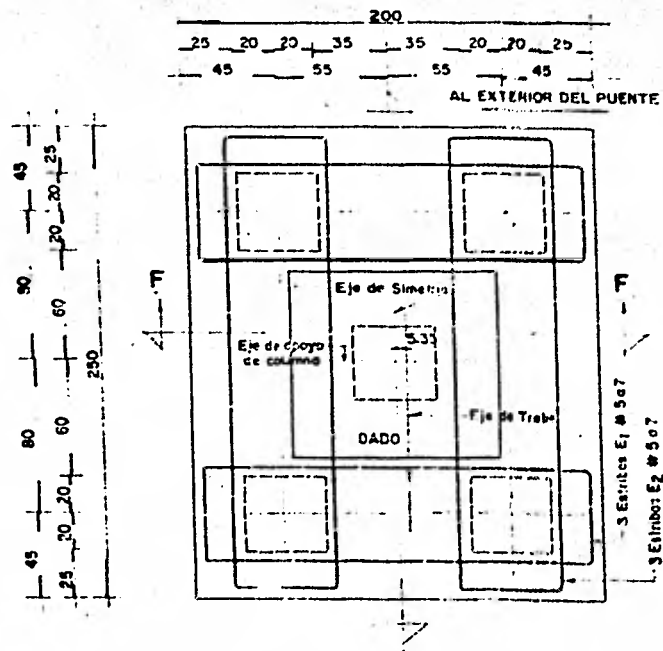 200
25 20 20 35 35 20 20 25
45 55 55 45
AL EXTERIOR DEL PUENTE
45 25
20
20
80 60
250
80 60
20
20
45 25
Eje de Simetria
Eje de apoyo
de columna
5.35
Eje de Trabe
DADO
3 Estribos E1 # 5 a 7
3 Estribos E2 # 5 a 7